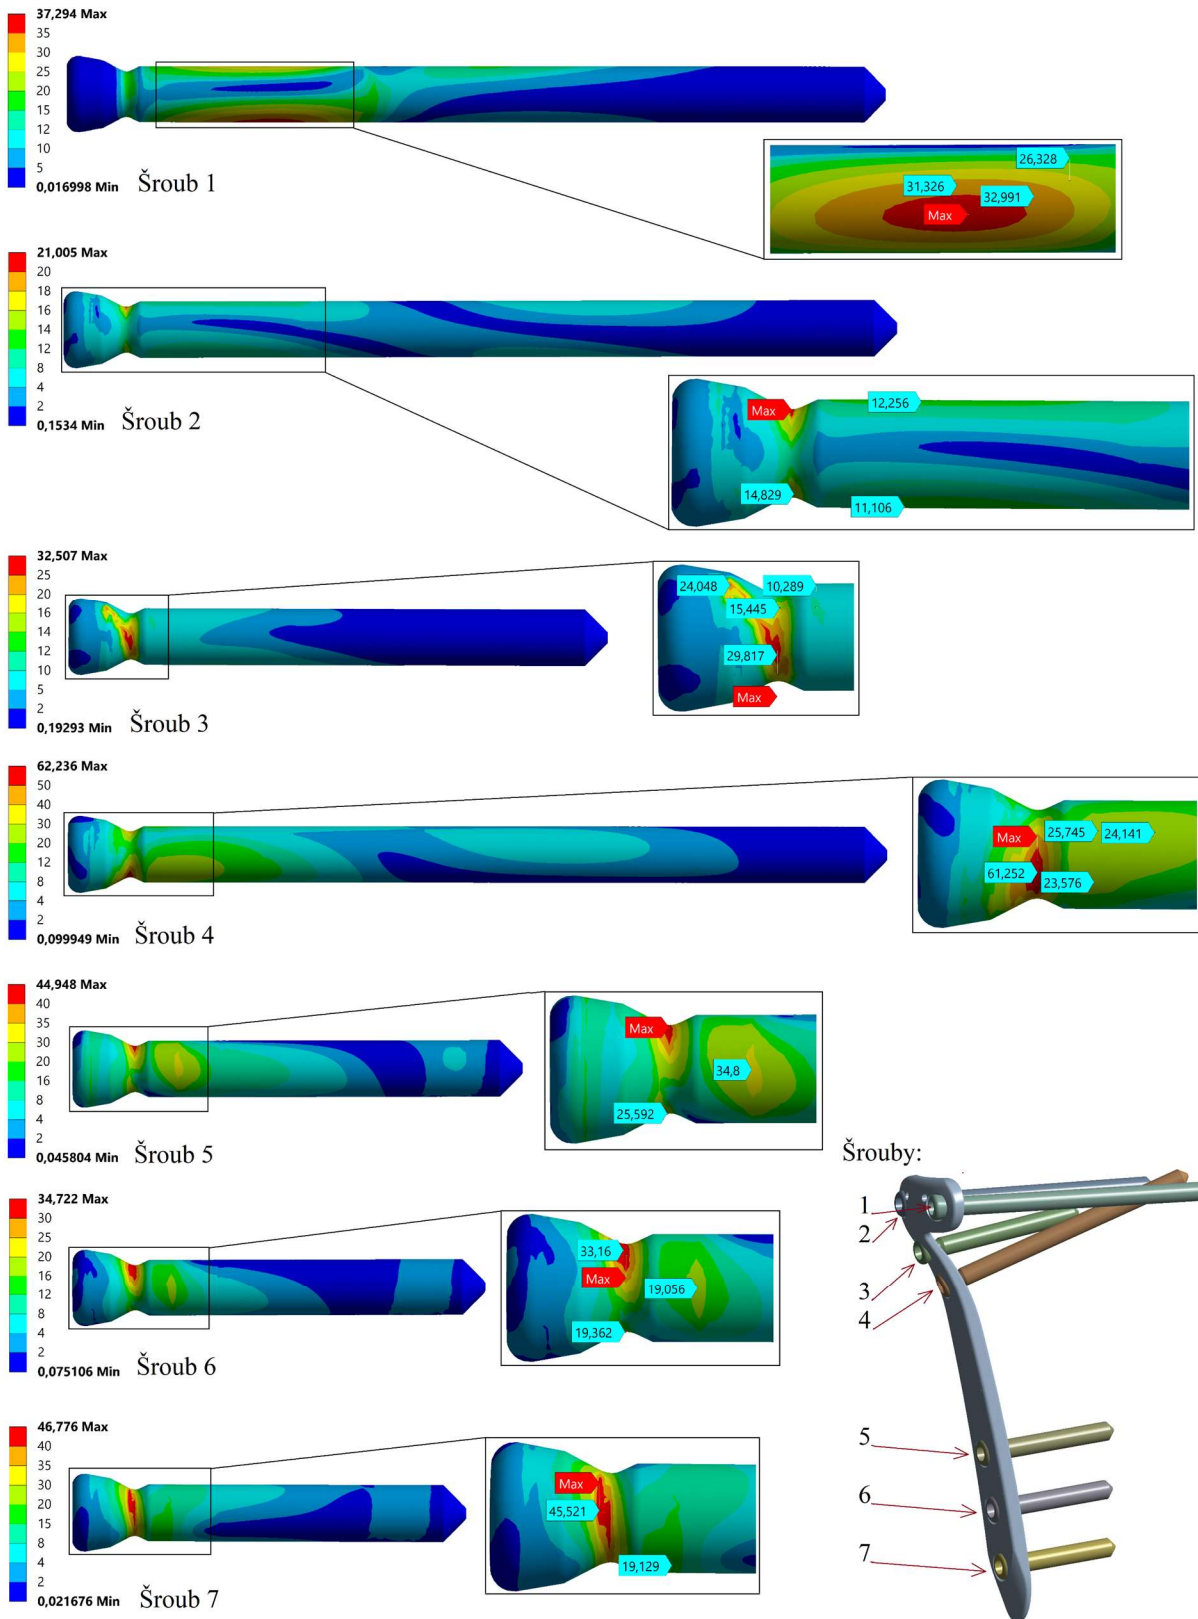 37,294 Max
35
30
25
20
15
12
10
5
0,016998 Min
Šroub 1
26,328
31,326
32,991
Max
21,005 Max
20
18
16
14
12
8
4
2
0,1534 Min
Šroub 2
Max
12,256
14,829
11,106
32,507 Max
25
20
16
14
13
10
5
2
0,19293 Min
Šroub 3
24,048
10,289
15,445
29,817
Max
62,236 Max
50
40
30
20
12
8
4
2
0,099949 Min
Šroub 4
Max
25,745
24,141
61,252
23,576
44,948 Max
40
35
30
20
16
8
4
2
0,045804 Min
Šroub 5
Max
34,8
25,592
34,722 Max
30
25
20
16
12
8
4
2
0,075106 Min
Šroub 6
33,16
Max
19,056
19,362
46,776 Max
40
35
30
20
15
8
4
2
0,021676 Min
Šroub 7
Max
45,521
19,129
Šrouby:
1
2
3
4
5
6
7